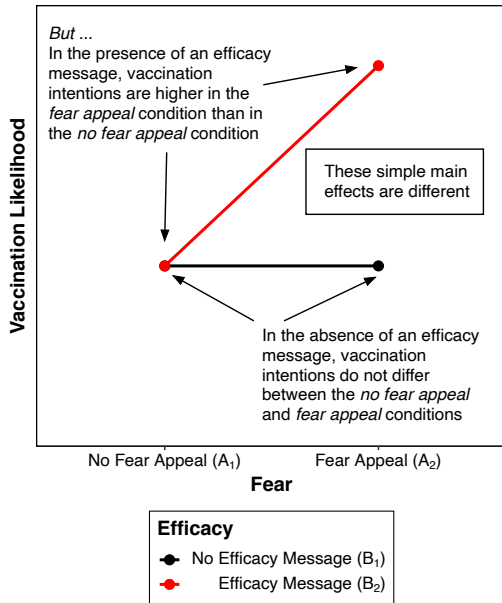 But ...
In the presence of an efficacy
message, vaccination
intentions are higher in the
fear appeal condition than in
the no fear appeal condition
These simple main
effects are different
Vaccination Likelihood
In the absence of an efficacy
message, vaccination
intentions do not differ
between the no fear appeal
and fear appeal conditions
No Fear Appeal (A₁)
Fear Appeal (A₂)
Fear
Efficacy
No Efficacy Message (B₁)
Efficacy Message (B₂)